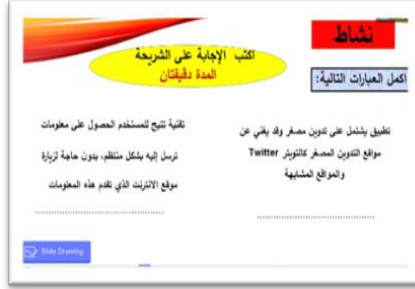 نشاط
اكتب الإجابة على الشريحة
المدة دقيقتان
اكمل العبارات التالية:
تطبيق يشتمل على تدوين مصغر وقد يغني عن
مواقع التدوين المصغر كالتويتر Twitter
والمواقع المشابهة
........................................
تقنية تتيح للمستخدم الحصول على معلومات
ترسل إليه بشكل منتظم، بدون حاجة لزيارة
موقع الانترنت الذي تقدم هذه المعلومات
........................................
Slide Drawing